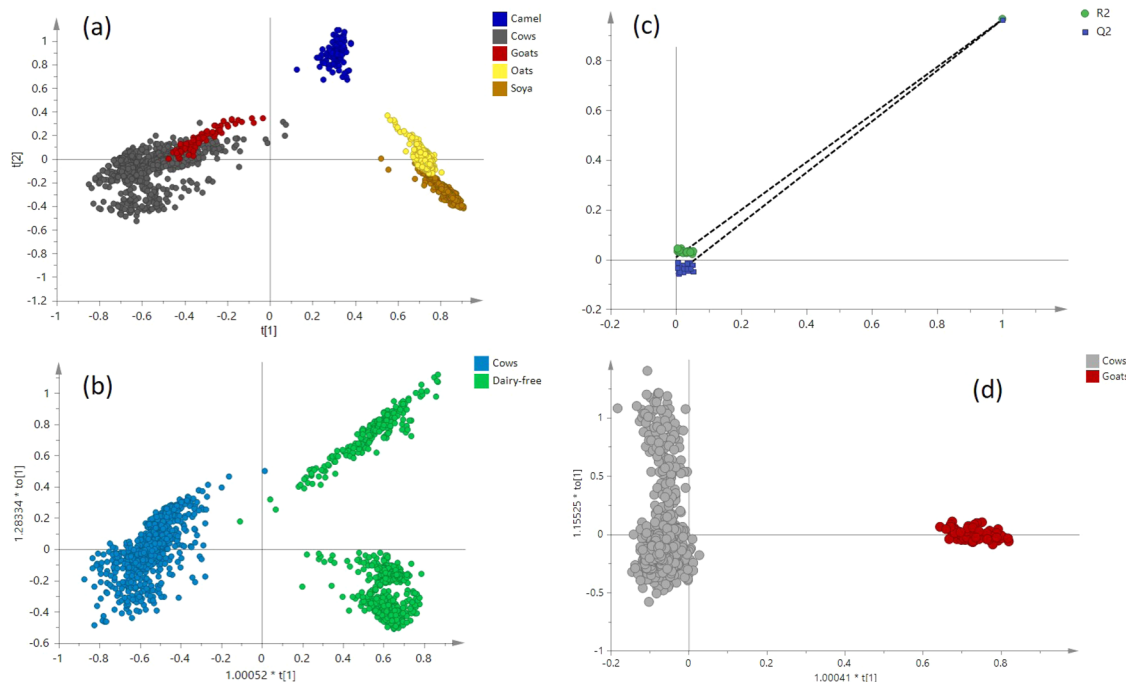 (a)
Camel
Cows
Goats
Oats
Soya
1
0.8
0.6
0.4
0.2
0
-0.2
-0.4
-0.6
-0.8
-1
-1.2
t[2]
-1 -0.8 -0.6 -0.4 -0.2 0 0.2 0.4 0.6 0.8 1
t[1]
(c)
R2
Q2
0.8
0.6
0.4
0.2
0
-0.2
-0.2 0 0.2 0.4 0.6 0.8 1
(b)
Cows
Dairy-free
1
0.8
0.6
0.4
0.2
0
-0.2
-0.4
-0.6
1.28334 * to[1]
-1 -0.8 -0.6 -0.4 -0.2 0 0.2 0.4 0.6 0.8
1.00052 * t[1]
(d)
Cows
Goats
1
0.5
0
-0.5
-1
1.15525 * to[1]
-0.2 0 0.2 0.4 0.6 0.8
1.00041 * t[1]